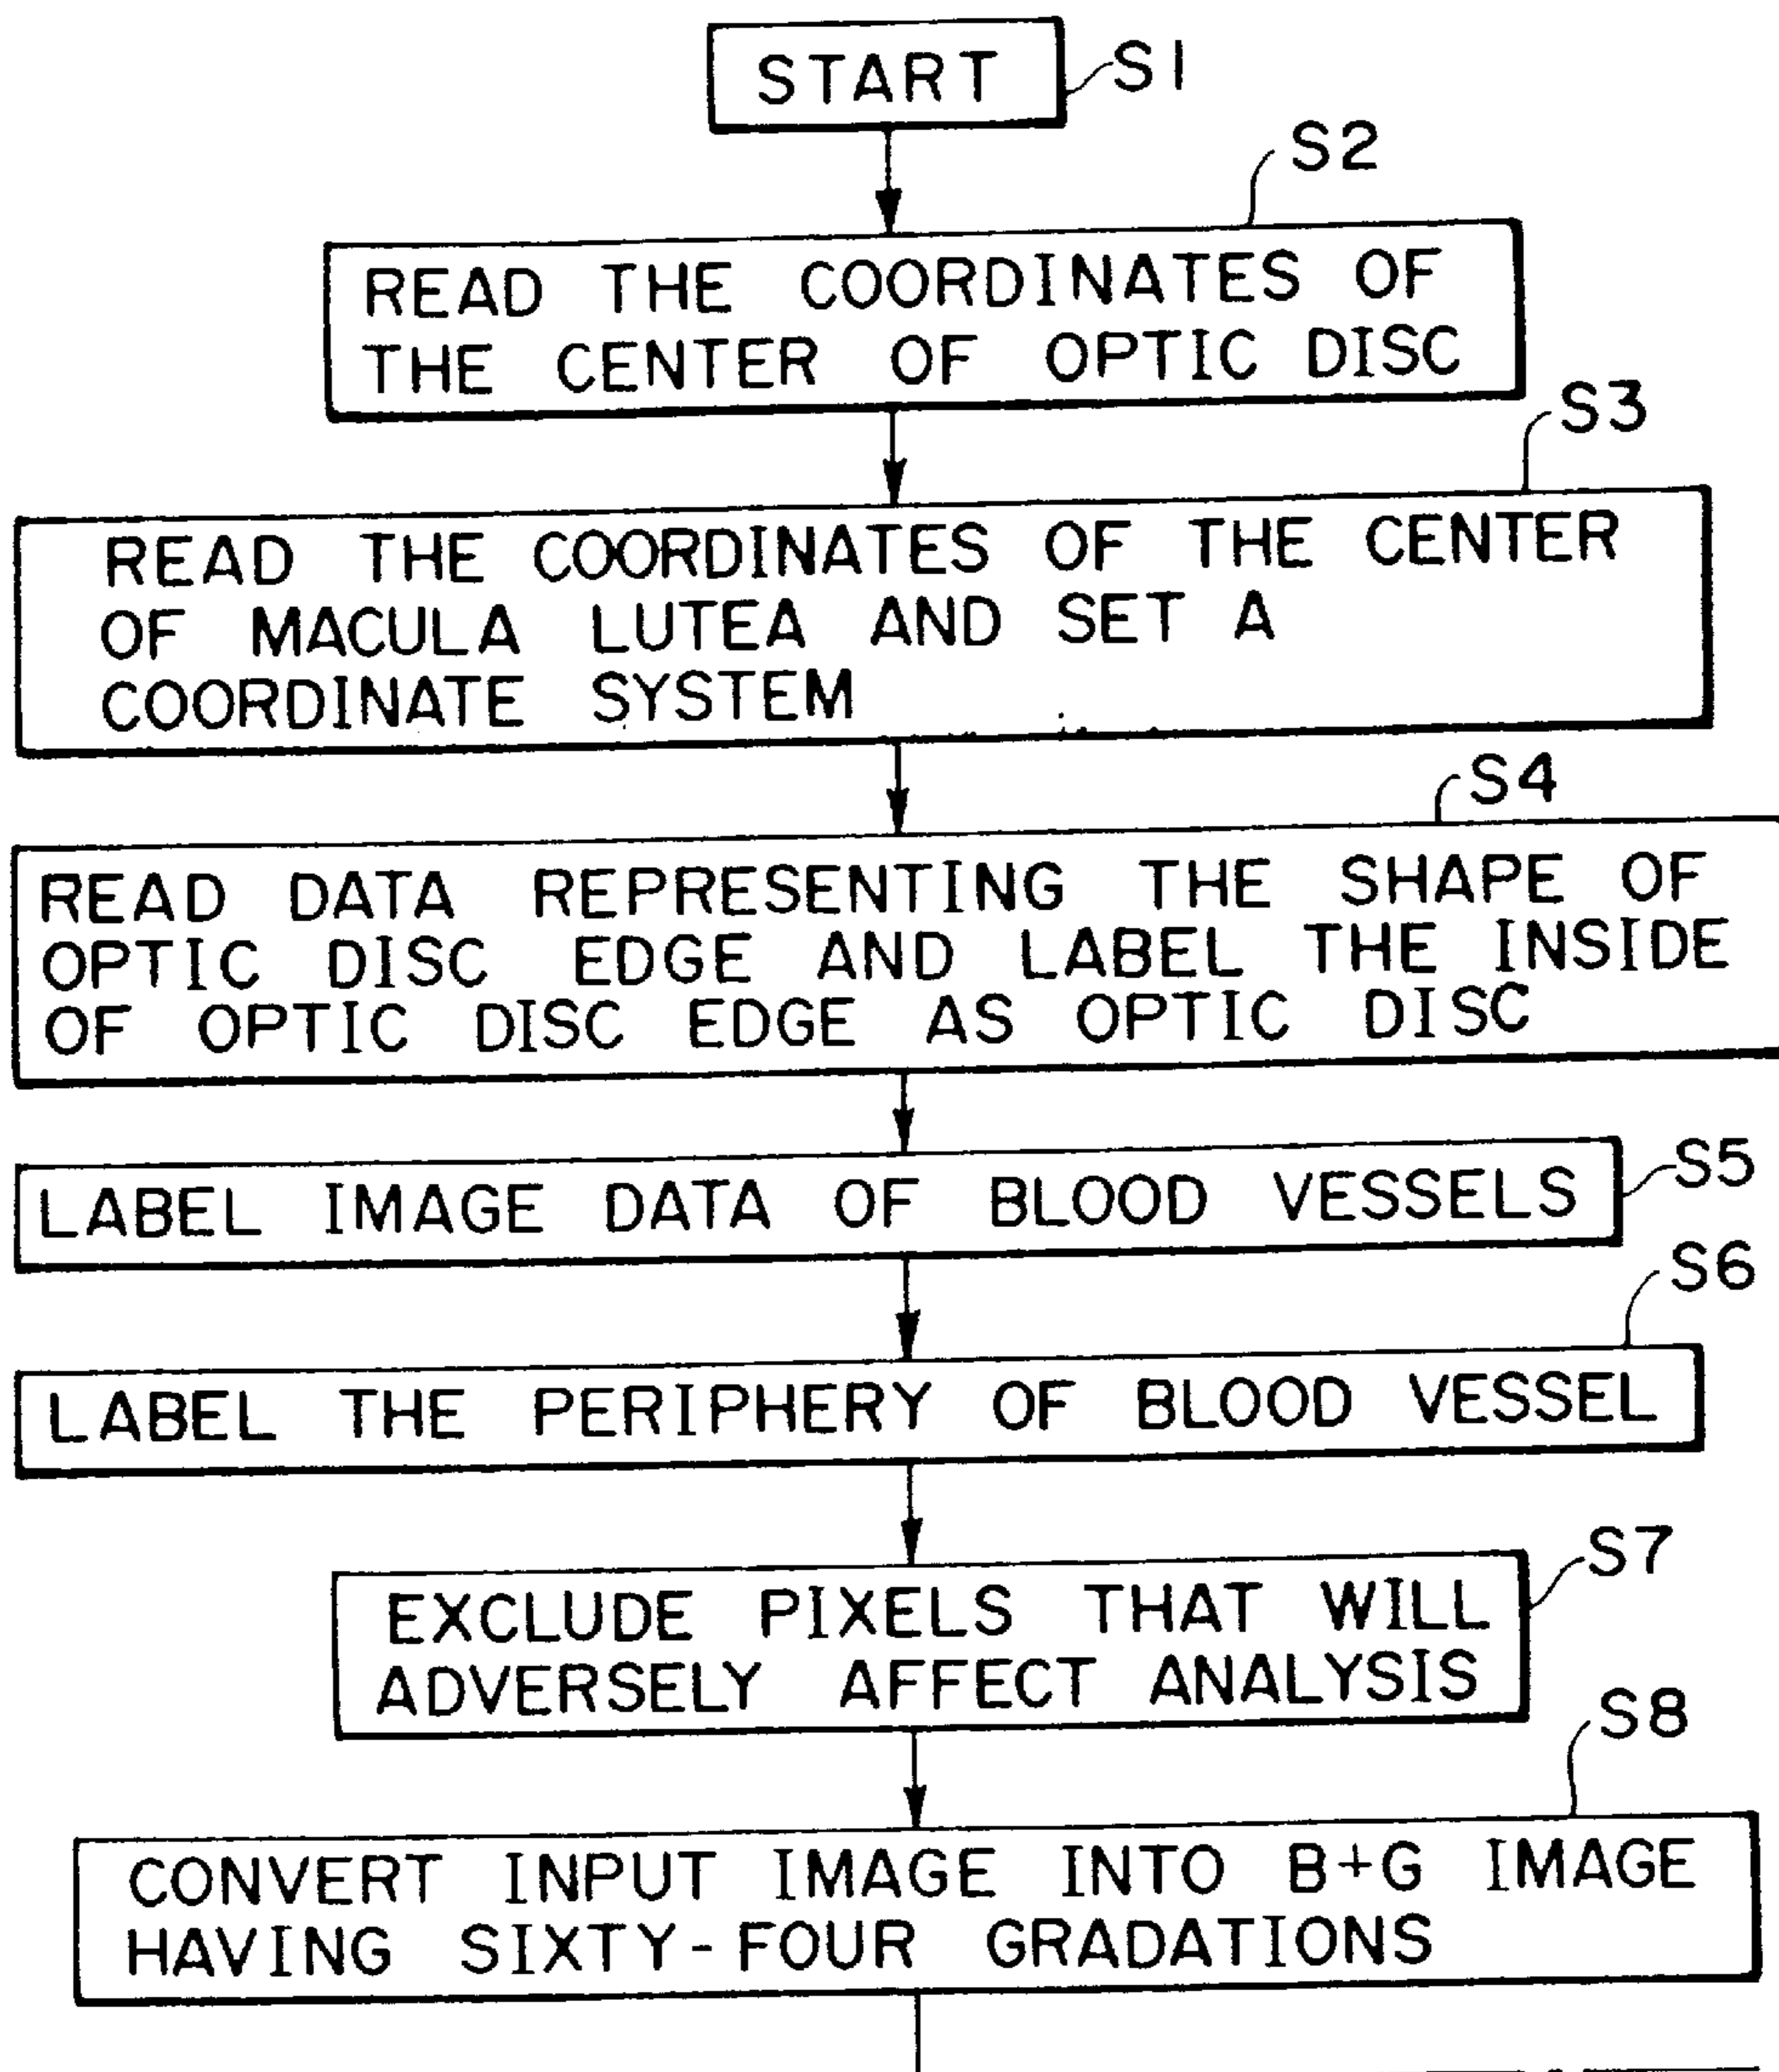 START
S1
S2
READ THE COORDINATES OF
THE CENTER OF OPTIC DISC
S3
READ THE COORDINATES OF THE CENTER
OF MACULA LUTEA AND SET A
COORDINATE SYSTEM
S4
READ DATA REPRESENTING THE SHAPE OF
OPTIC DISC EDGE AND LABEL THE INSIDE
OF OPTIC DISC EDGE AS OPTIC DISC
S5
LABEL IMAGE DATA OF BLOOD VESSELS
S6
LABEL THE PERIPHERY OF BLOOD VESSEL
S7
EXCLUDE PIXELS THAT WILL
ADVERSELY AFFECT ANALYSIS
S8
CONVERT INPUT IMAGE INTO B+G IMAGE
HAVING SIXTY-FOUR GRADATIONS